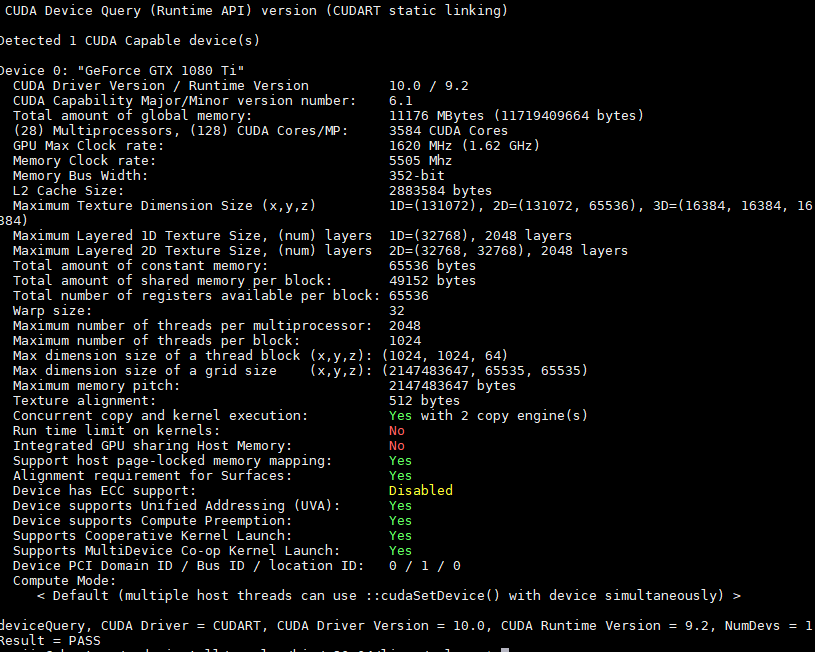 CUDA Device Query (Runtime API) version (CUDART static linking)
Detected 1 CUDA Capable device(s)
Device 0: "GeForce GTX 1080 Ti"
CUDA Driver Version / Runtime Version 10.0 / 9.2
CUDA Capability Major/Minor version number: 6.1
Total amount of global memory: 11176 MBytes (11719409664 bytes)
(28) Multiprocessors, (128) CUDA Cores/MP: 3584 CUDA Cores
GPU Max Clock rate: 1620 MHz (1.62 GHz)
Memory Clock rate: 5505 Mhz
Memory Bus Width: 352-bit
L2 Cache Size: 2883584 bytes
Maximum Texture Dimension Size (x,y,z) 1D=(131072), 2D=(131072, 65536), 3D=(16384, 16384, 16
384)
Maximum Layered 1D Texture Size, (num) layers 1D=(32768), 2048 layers
Maximum Layered 2D Texture Size, (num) layers 2D=(32768, 32768), 2048 layers
Total amount of constant memory: 65536 bytes
Total amount of shared memory per block: 49152 bytes
Total number of registers available per block: 65536
Warp size: 32
Maximum number of threads per multiprocessor: 2048
Maximum number of threads per block: 1024
Max dimension size of a thread block (x,y,z): (1024, 1024, 64)
Max dimension size of a grid size (x,y,z): (2147483647, 65535, 65535)
Maximum memory pitch: 2147483647 bytes
Texture alignment: 512 bytes
Concurrent copy and kernel execution: Yes with 2 copy engine(s)
Run time limit on kernels: No
Integrated GPU sharing Host Memory: No
Support host page-locked memory mapping: Yes
Alignment requirement for Surfaces: Yes
Device has ECC support: Disabled
Device supports Unified Addressing (UVA): Yes
Device supports Compute Preemption: Yes
Supports Cooperative Kernel Launch: Yes
Supports MultiDevice Co-op Kernel Launch: Yes
Device PCI Domain ID / Bus ID / location ID: 0 / 1 / 0
Compute Mode:
< Default (multiple host threads can use ::cudaSetDevice() with device simultaneously) >
deviceQuery, CUDA Driver = CUDART, CUDA Driver Version = 10.0, CUDA Runtime Version = 9.2, NumDevs = 1
Result = PASS